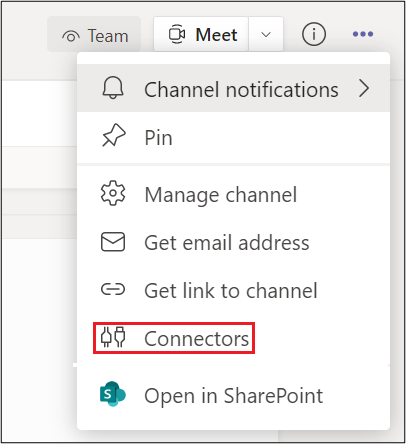 Team Meet
Channel notifications
Pin
Manage channel
Get email address
Get link to channel
Connectors
Open in SharePoint